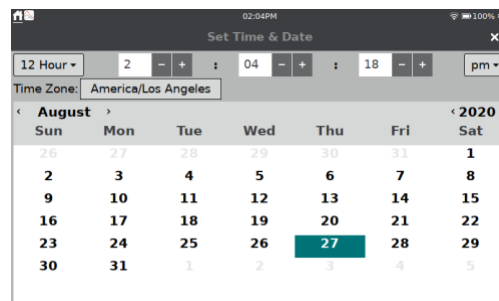 02:04PM 100%
Set Time & Date ×
12 Hour 2 - + : 04 - + : 18 - + pm
Time Zone: America/Los Angeles
‹ August › ‹ 2020
Sun Mon Tue Wed Thu Fri Sat
26 27 28 29 30 31 1
2 3 4 5 6 7 8
9 10 11 12 13 14 15
16 17 18 19 20 21 22
23 24 25 26 27 28 29
30 31 1 2 3 4 5